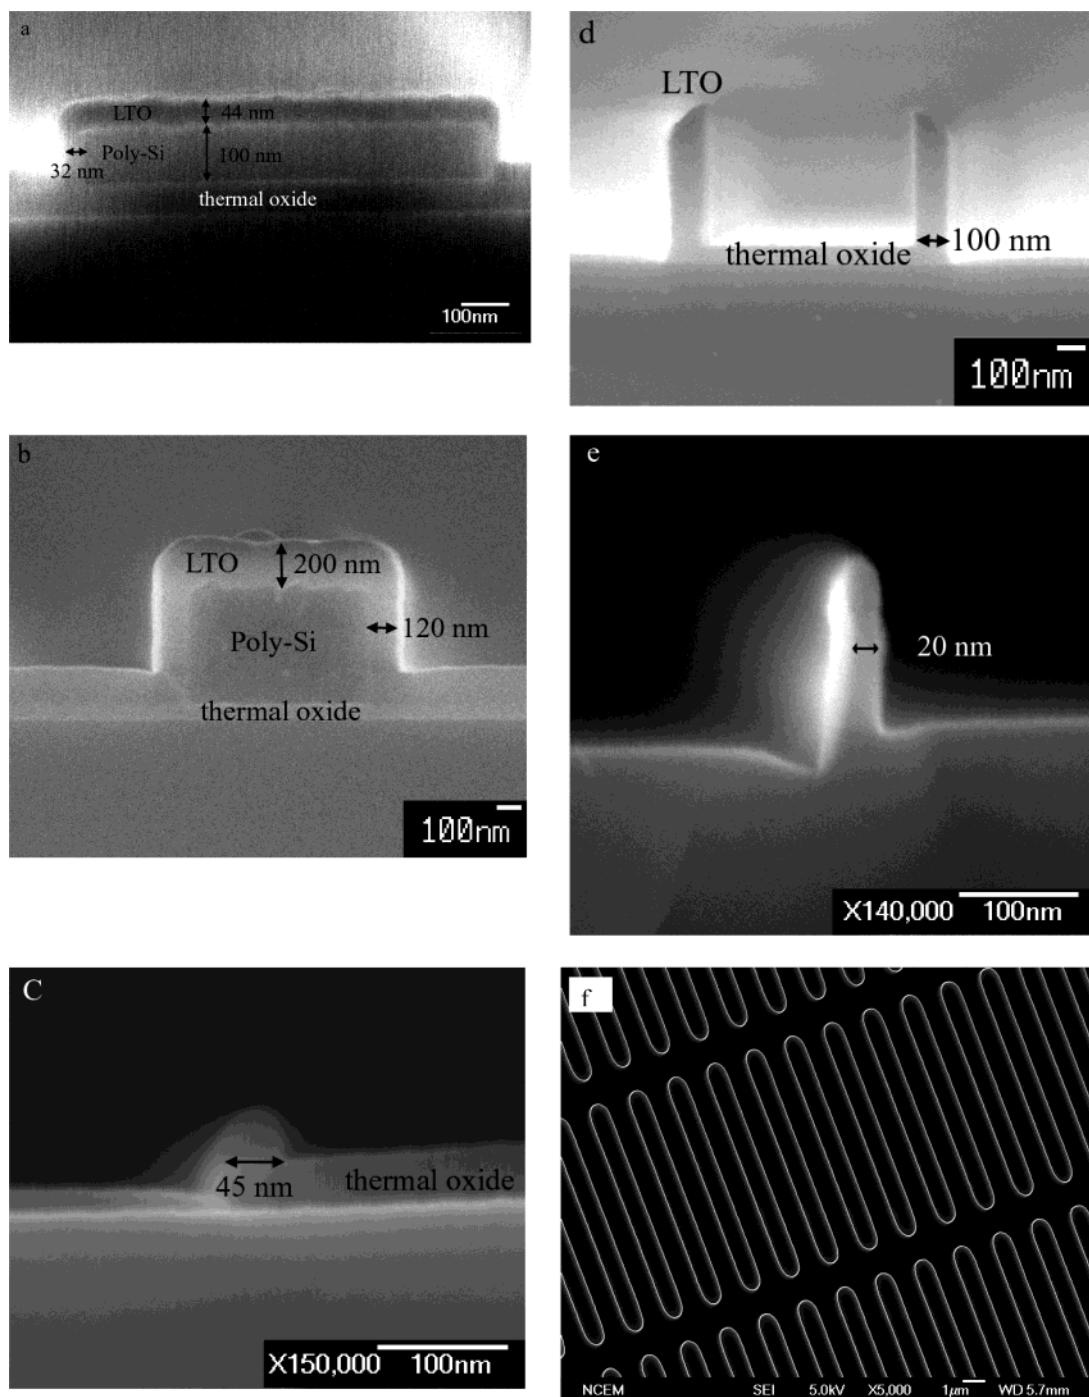 a
LTO
44 nm
Poly-Si
100 nm
32 nm
thermal oxide
100nm
b
LTO
200 nm
120 nm
Poly-Si
thermal oxide
100nm
C
45 nm
thermal oxide
X150,000 100nm
d
LTO
100 nm
thermal oxide
100nm
e
20 nm
X140,000 100nm
f
NCEM SEI 5.0kV X5,000 1μm WD 5.7mm